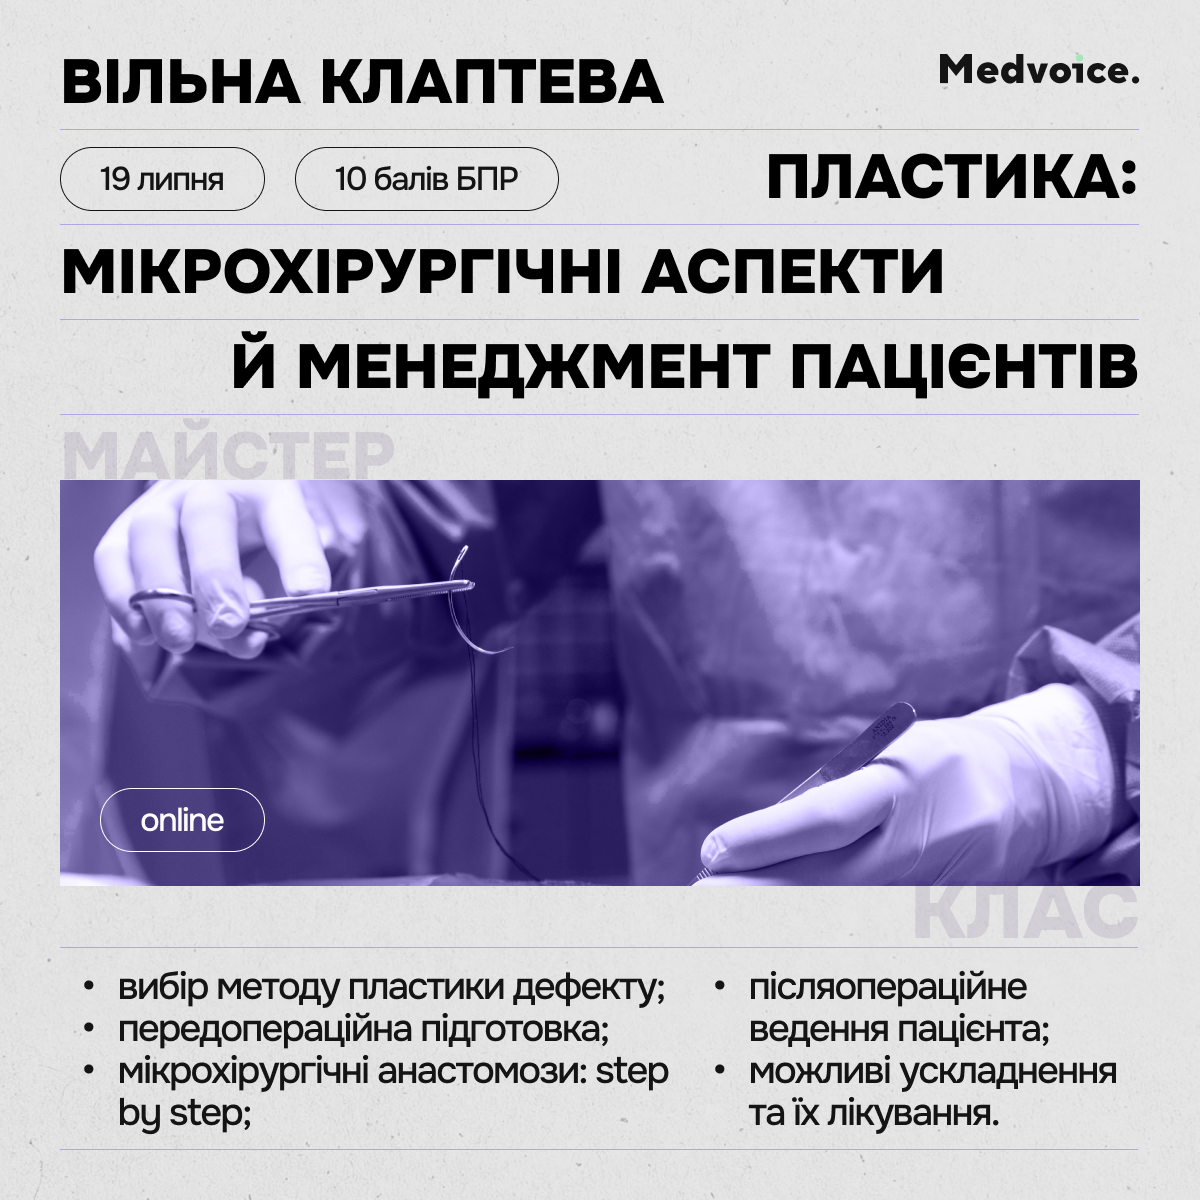 ВІЛЬНА КЛАПТЕВА
Medvoice.
19 липня
10 балів БПР
ПЛАСТИКА:
МІКРОХІРУРГІЧНІ АСПЕКТИ
Й МЕНЕДЖМЕНТ ПАЦІЄНТІВ
МАЙСТЕР
online
КЛАС
• вибір методу пластики дефекту;
• передопераційна підготовка;
• мікрохірургічні анастомози: step
by step;
• післяопераційне
ведення пацієнта;
• можливі ускладнення
та їх лікування.